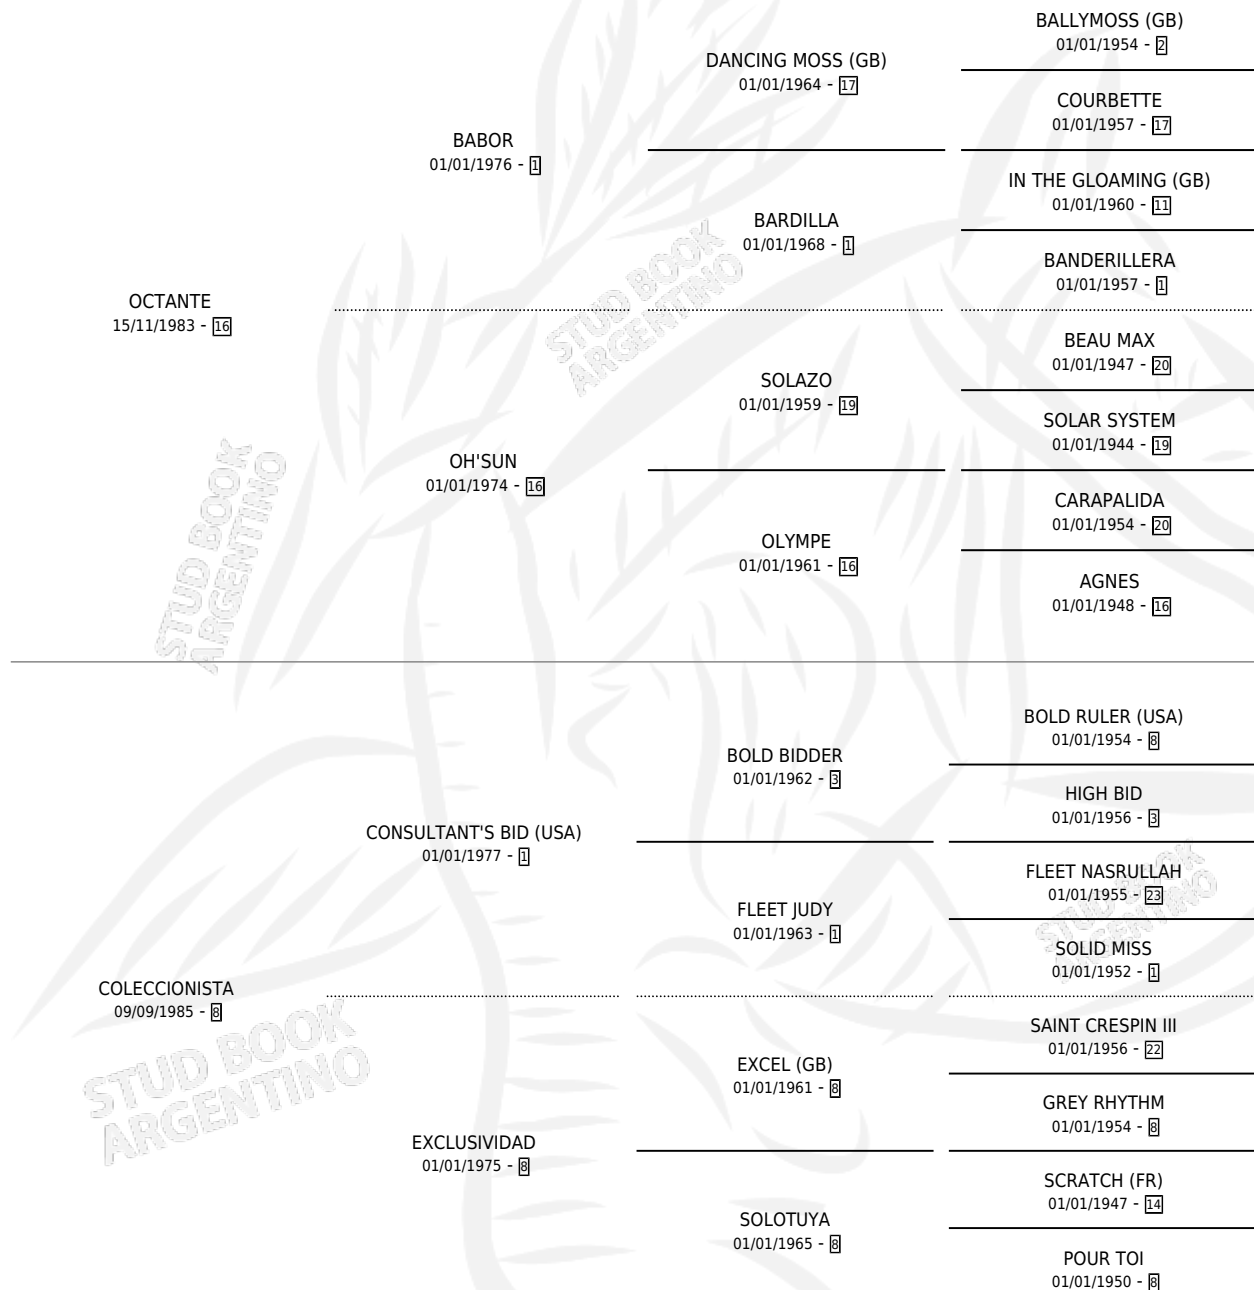 BALLYMOSS (GB)
01/01/1954 - 2
DANCING MOSS (GB)
01/01/1964 - 17
COURBETTE
01/01/1957 - 17
BABOR
01/01/1976 - 1
IN THE GLOAMING (GB)
01/01/1960 - 11
BARDILLA
01/01/1968 - 1
BANDERILLERA
01/01/1957 - 1
OCTANTE
15/11/1983 - 16
BEAU MAX
01/01/1947 - 20
SOLAZO
01/01/1959 - 19
SOLAR SYSTEM
01/01/1944 - 19
OH'SUN
01/01/1974 - 16
CARAPALIDA
01/01/1954 - 20
OLYMPE
01/01/1961 - 16
AGNES
01/01/1948 - 16
STUD BOOK
ARGENTINO
STUD BOOK
ARGENTINO
BOLD RULER (USA)
01/01/1954 - 8
BOLD BIDDER
01/01/1962 - 3
HIGH BID
01/01/1956 - 3
CONSULTANT'S BID (USA)
01/01/1977 - 1
FLEET NASRULLAH
01/01/1955 - 23
FLEET JUDY
01/01/1963 - 1
SOLID MISS
01/01/1952 - 1
COLECCIONISTA
09/09/1985 - 8
SAINT CRESPIN III
01/01/1956 - 22
EXCEL (GB)
01/01/1961 - 8
GREY RHYTHM
01/01/1954 - 8
EXCLUSIVIDAD
01/01/1975 - 8
SCRATCH (FR)
01/01/1947 - 14
SOLOTUYA
01/01/1965 - 8
POUR TOI
01/01/1950 - 8
STUD BOOK
ARGENTINO
STUD BOOK
ARGENTINO